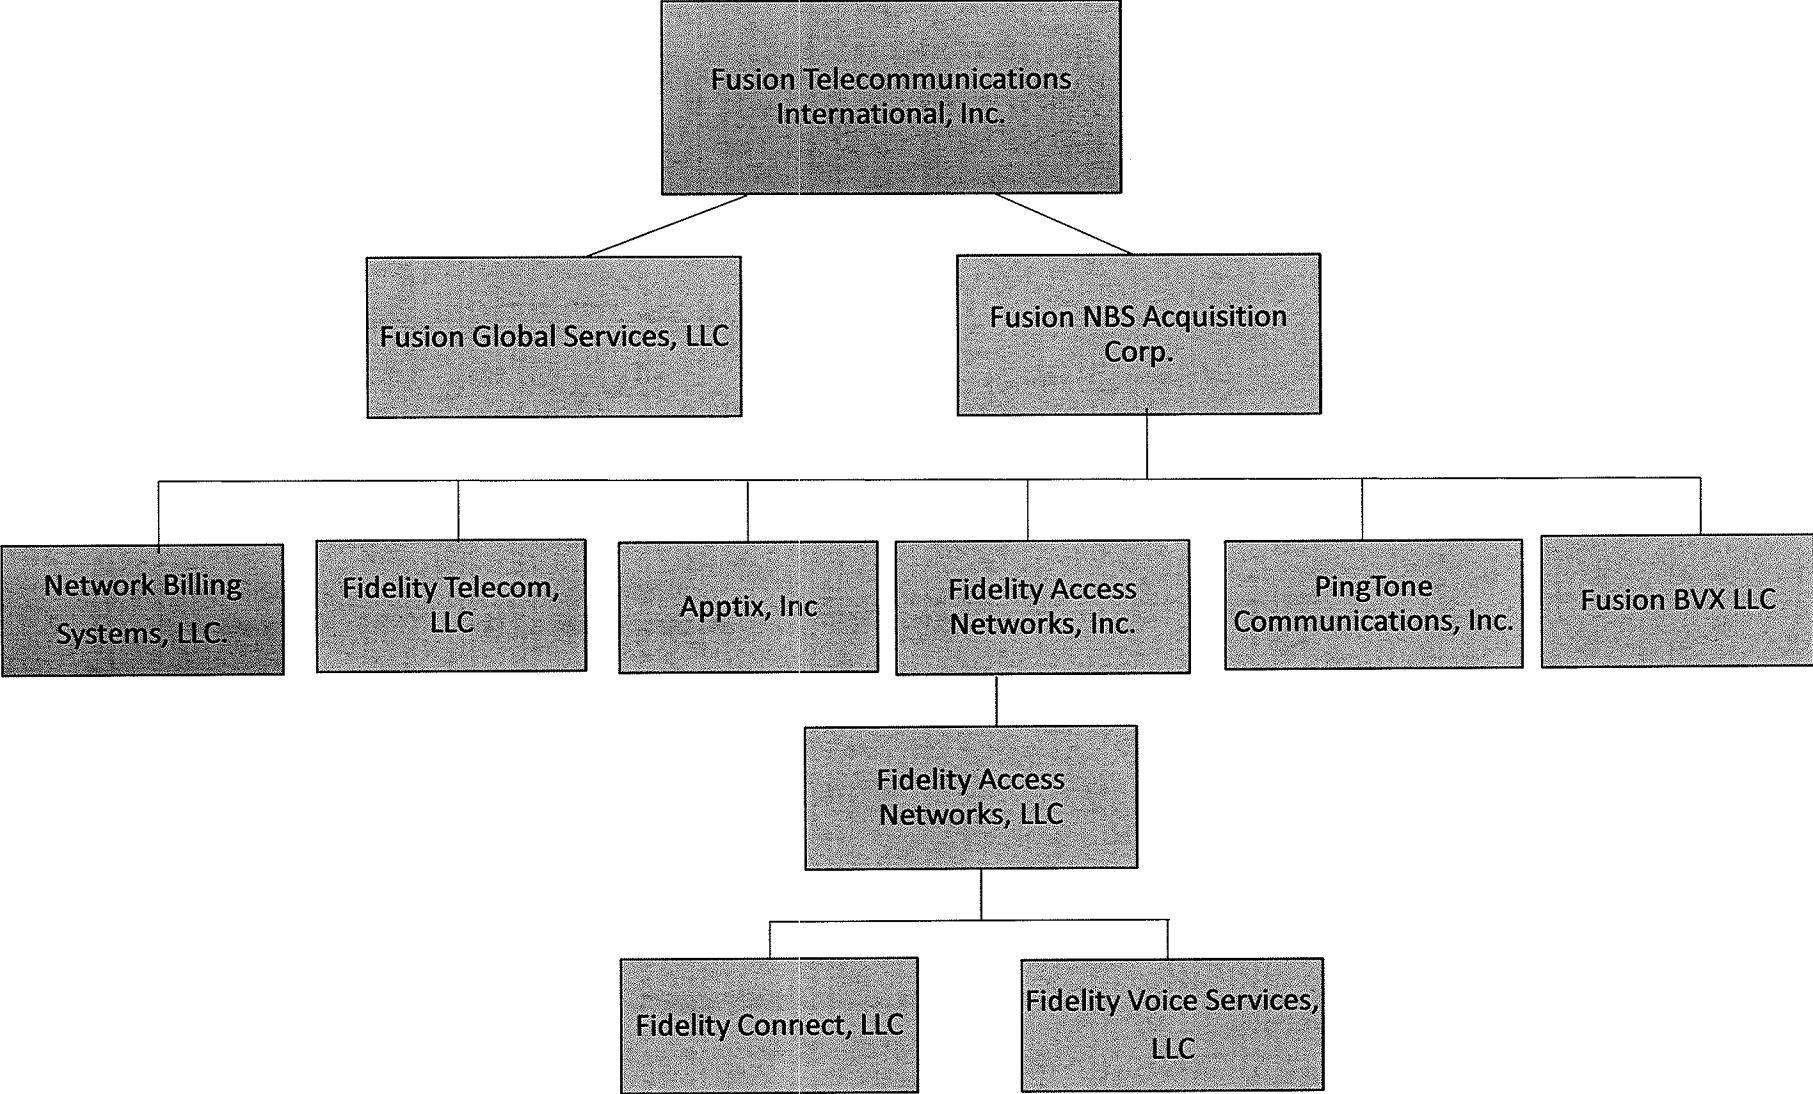 Fusion Telecommunications
International, Inc.
Fusion Global Services, LLC
Fusion NBS Acquisition
Corp.
Network Billing
Systems, LLC.
Fidelity Telecom,
LLC
Apptix, Inc
Fidelity Access
Networks, Inc.
PingTone
Communications, Inc.
Fusion BVX LLC
Fidelity Access
Networks, LLC
Fidelity Connect, LLC
Fidelity Voice Services,
LLC